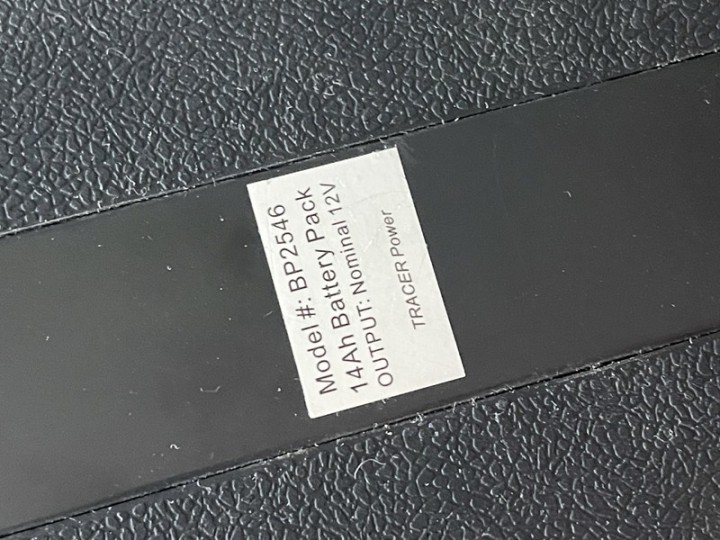 Model #: BP2546
14Ah Battery Pack
OUTPUT: Nominal 12V
TRACER Power